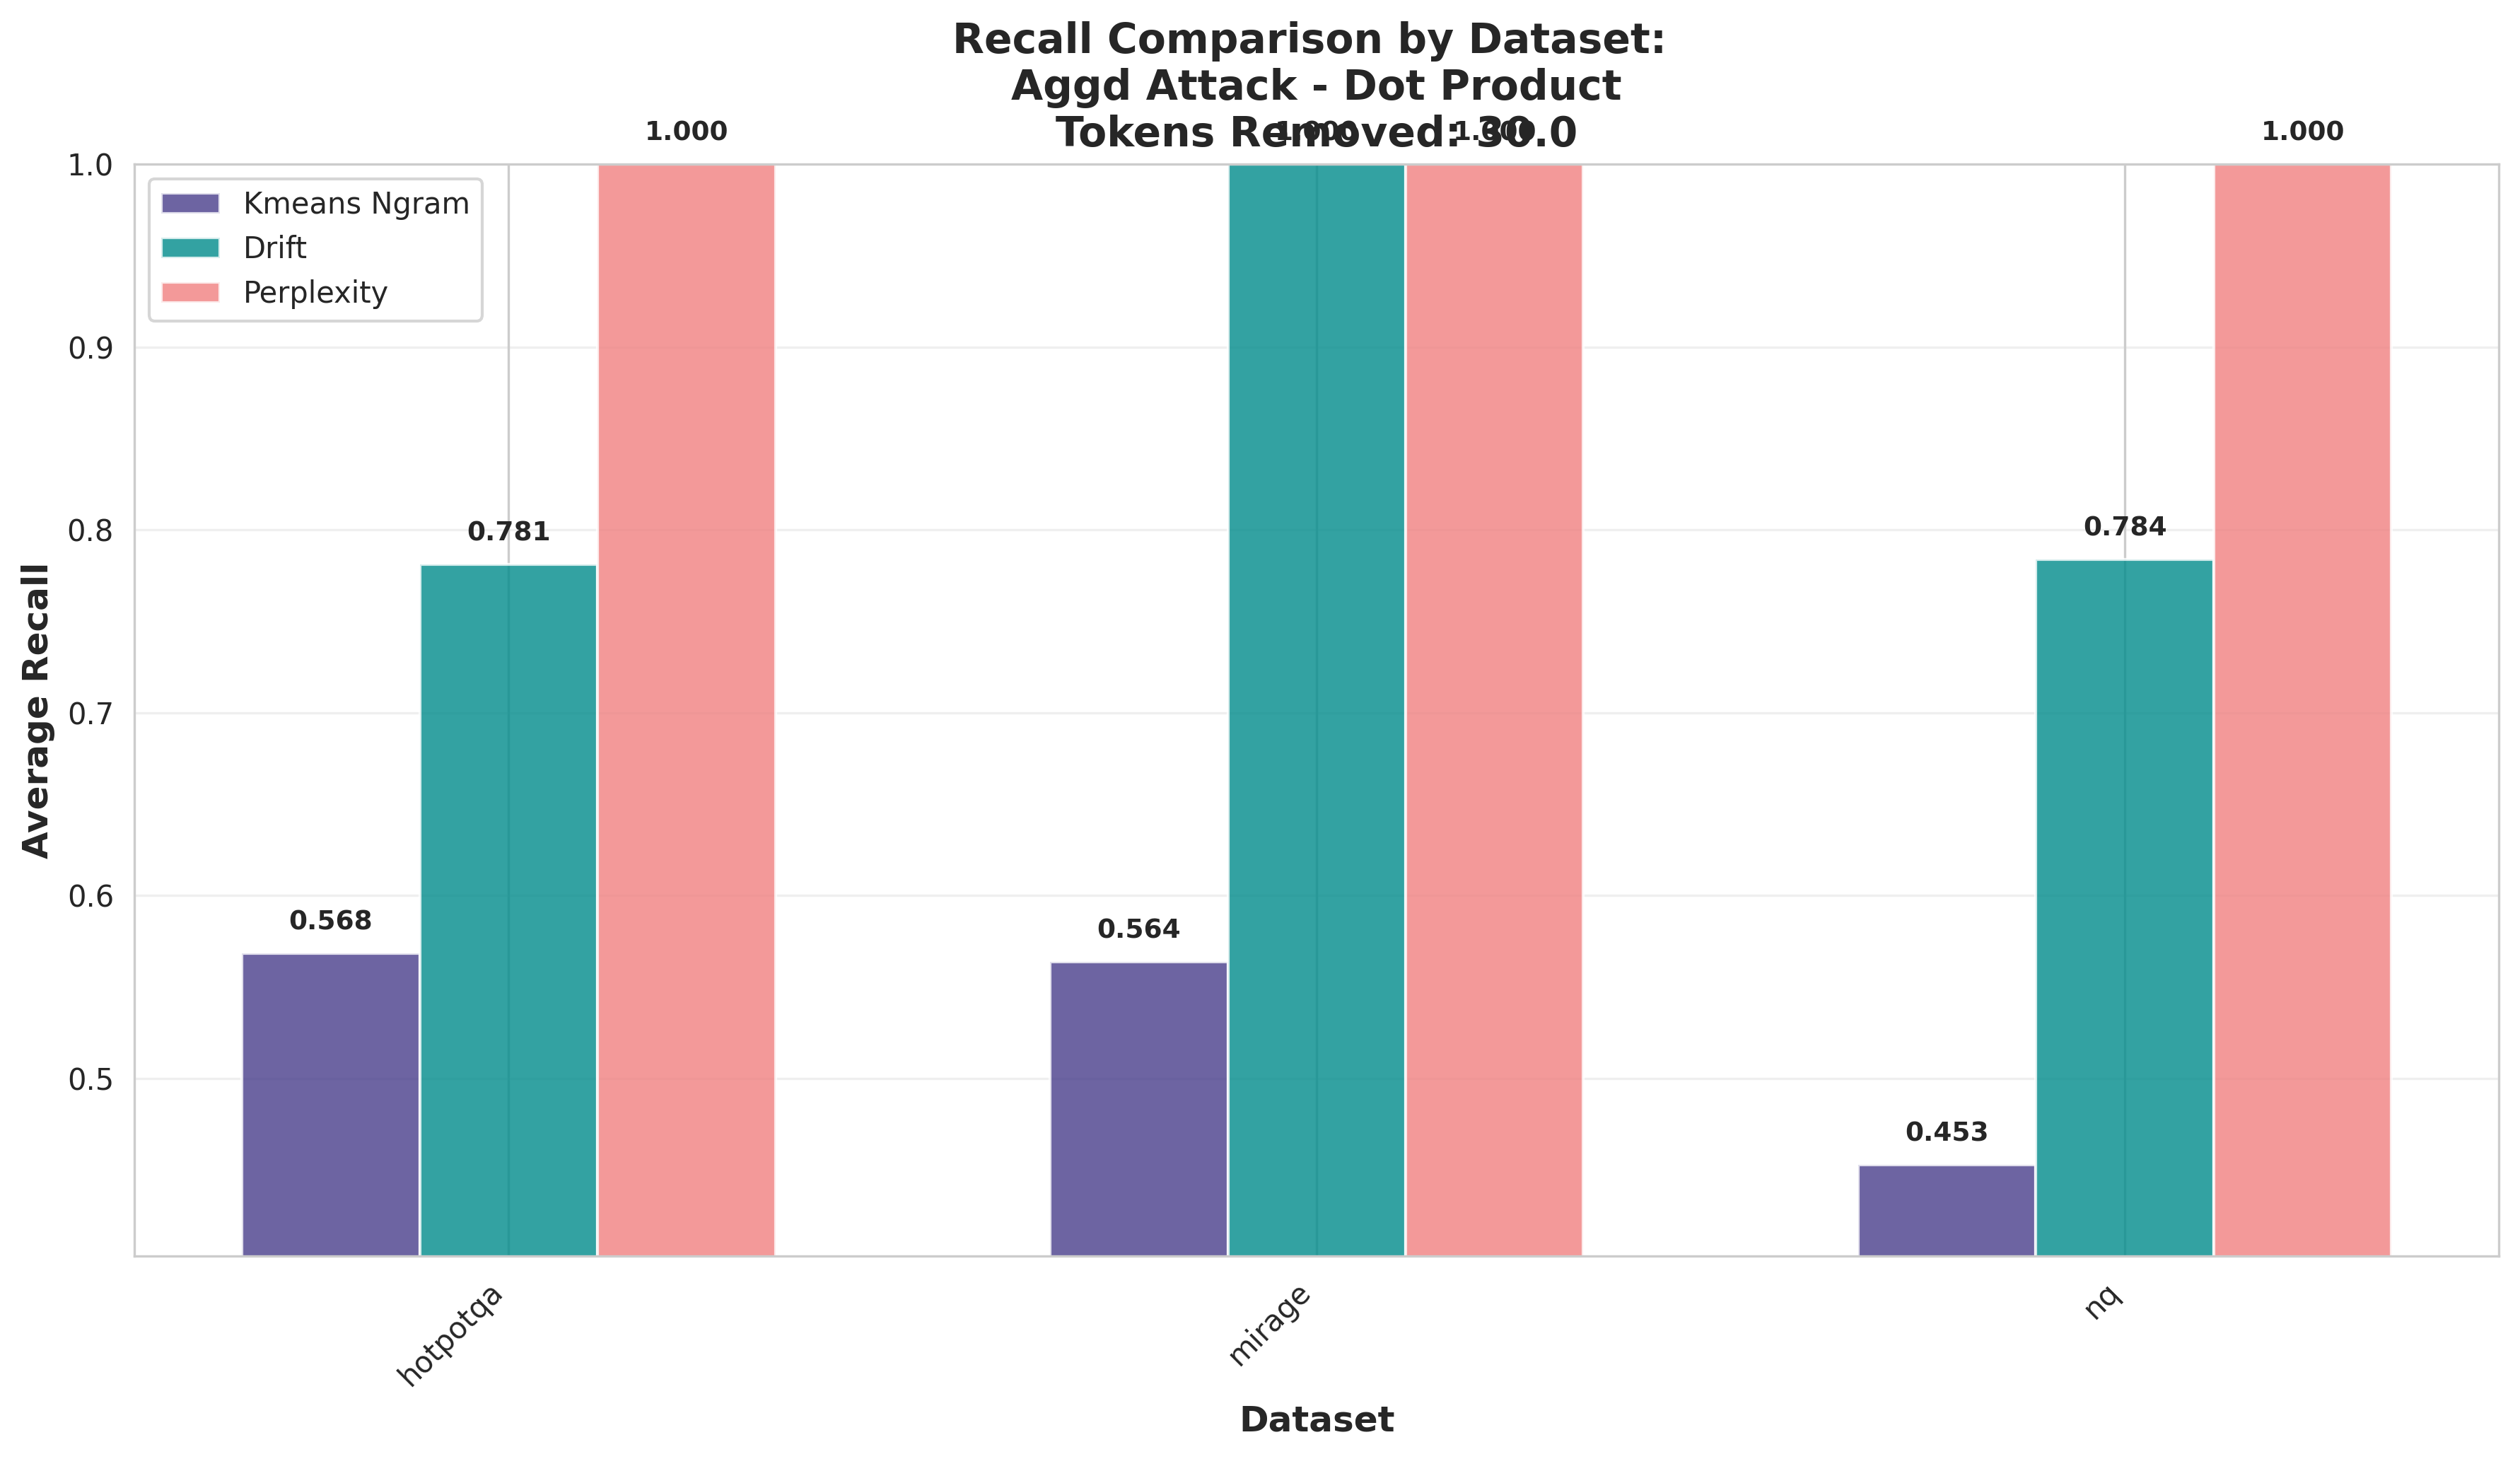 Recall Comparison by Dataset:
Aggd Attack - Dot Product
Tokens Removed: 30.0
1.000
1.000
1.000
1.000
1.0
0.9
0.8
0.7
0.6
0.5
Kmeans Ngram
Drift
Perplexity
0.568
0.781
0.564
0.453
0.784
Average Recall
hotpotqa
mirage
nq
Dataset